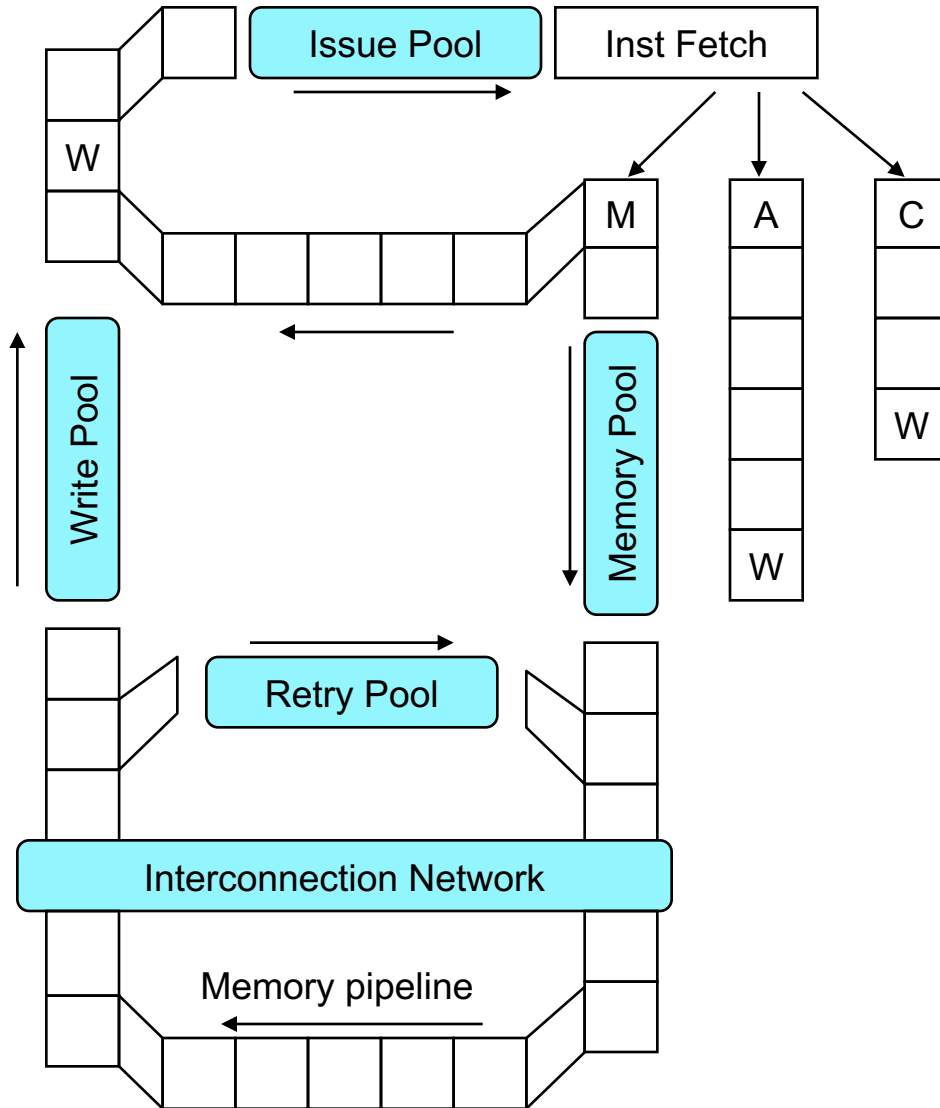 Issue Pool
Inst Fetch
W
M
A
C
Write Pool
Memory Pool
W
W
Retry Pool
Interconnection Network
Memory pipeline